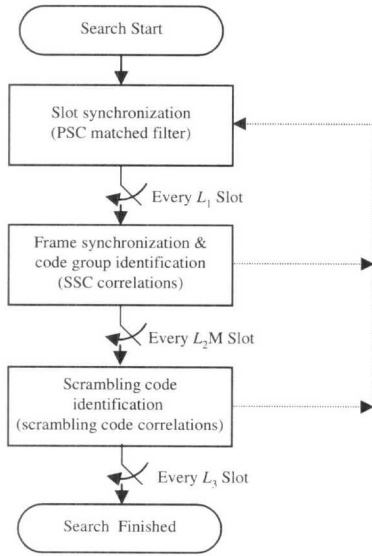 Search Start
Slot synchronization
(PSC matched filter)
Every L₁ Slot
Frame synchronization &
code group identification
(SSC correlations)
Every L₂M Slot
Scrambling code
identification
(scrambling code correlations)
Every L₃ Slot
Search Finished